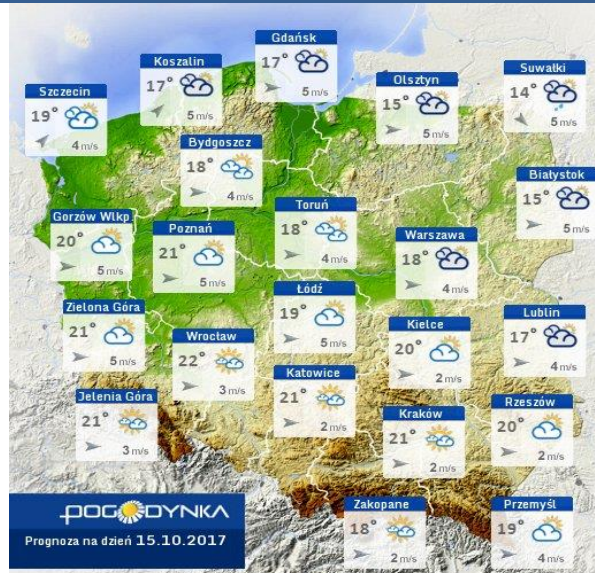 Gdańsk
17°
5 m/s
Koszalin
17°
5 m/s
Suwałki
14°
5 m/s
Olsztyn
15°
5 m/s
Szczecin
19°
4 m/s
Bydgoszcz
18°
4 m/s
Białystok
15°
5 m/s
Toruń
18°
4 m/s
Gorzów Wlkp
20°
5 m/s
Poznań
21°
5 m/s
Warszawa
18°
4 m/s
Łódź
19°
5 m/s
Zielona Góra
21°
5 m/s
Lublin
17°
4 m/s
Kielce
20°
2 m/s
Wrocław
22°
3 m/s
Katowice
21°
2 m/s
Jelenia Góra
21°
3 m/s
Rzeszów
20°
2 m/s
Kraków
21°
2 m/s
Zakopane
18°
2 m/s
Przemyśl
19°
4 m/s
POGODYNKA
Prognoza na dzień 15.10.2017